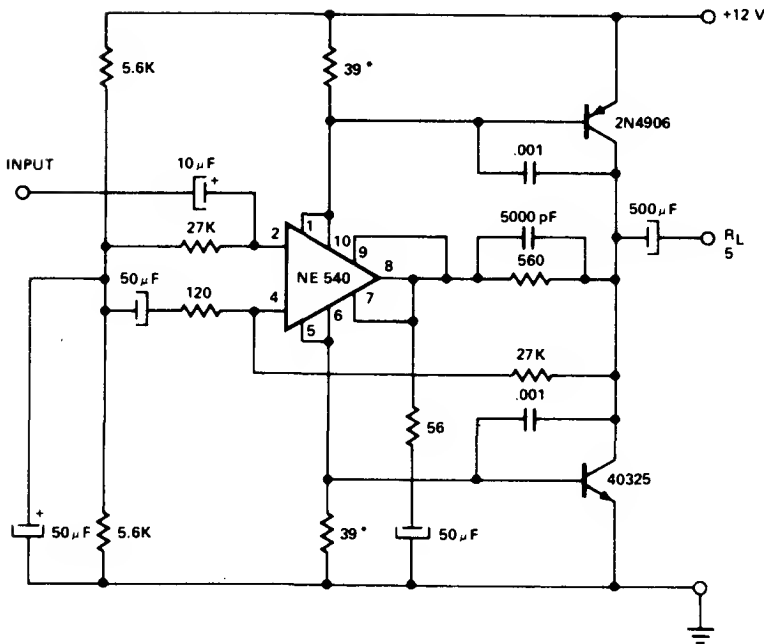 +12 V
5.6K
39*
2N4906
.001
INPUT
10μF
+
500μF
5000 pF
RL
5
27K
2
1
10
9
560
50μF
120
NE 540
8
7
4
5
6
27K
.001
56
40325
+
50μF
5.6K
39*
50μF